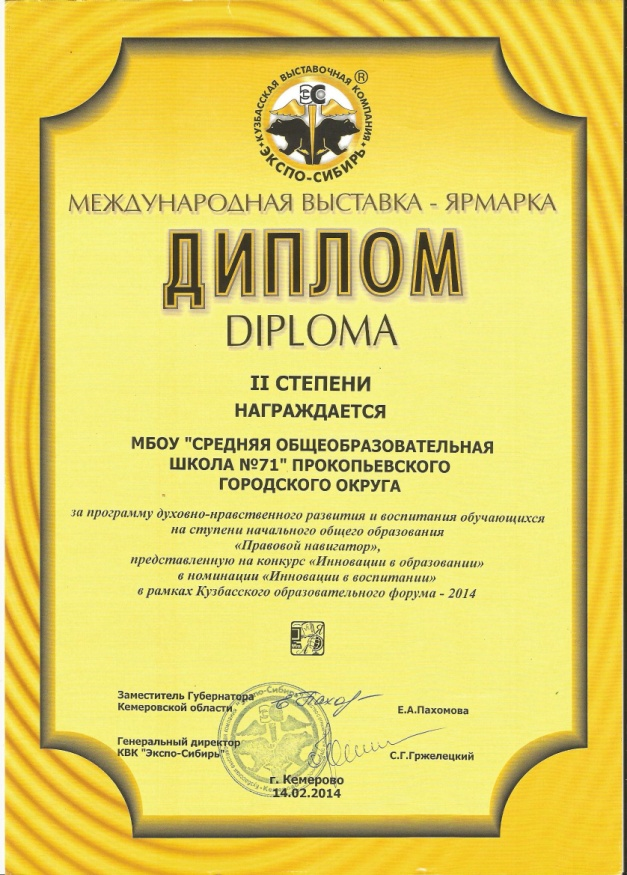 КУЗБАССКАЯ ВЫСТАВОЧНАЯ КОМПАНИЯ ®
ЭС
• ЭКСПО-СИБИРЬ •
МЕЖДУНАРОДНАЯ ВЫСТАВКА - ЯРМАРКА
ДИПЛОМ
DIPLOMA
II СТЕПЕНИ
НАГРАЖДАЕТСЯ
МБОУ "СРЕДНЯЯ ОБЩЕОБРАЗОВАТЕЛЬНАЯ
ШКОЛА №71" ПРОКОПЬЕВСКОГО
ГОРОДСКОГО ОКРУГА
за программу духовно-нравственного развития и воспитания обучающихся
на ступени начального общего образования
«Правовой навигатор»,
представленную на конкурс «Инновации в образовании»
в номинации «Инновации в воспитании»
в рамках Кузбасского образовательного форума - 2014
Заместитель Губернатора
Кемеровской области
Е.А.Пахомова
Генеральный директор
КВК "Экспо-Сибирь"
С.Г.Гржелецкий
г. Кемерово
14.02.2014